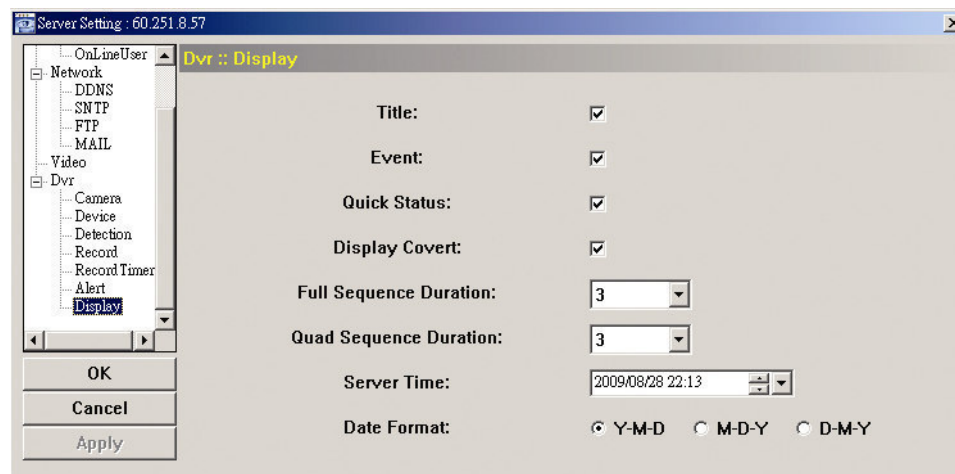 Server Setting : 60.251.8.57
OnLineUser
Network
DDNS
SNTP
FTP
MAIL
Video
Dvr
Camera
Device
Detection
Record
Record Timer
Alert
Display
OK
Cancel
Apply
Dvr :: Display
Title:
Event:
Quick Status:
Display Covert:
Full Sequence Duration: 3
Quad Sequence Duration: 3
Server Time: 2009/08/28 22:13
Date Format: Y-M-D M-D-Y D-M-Y